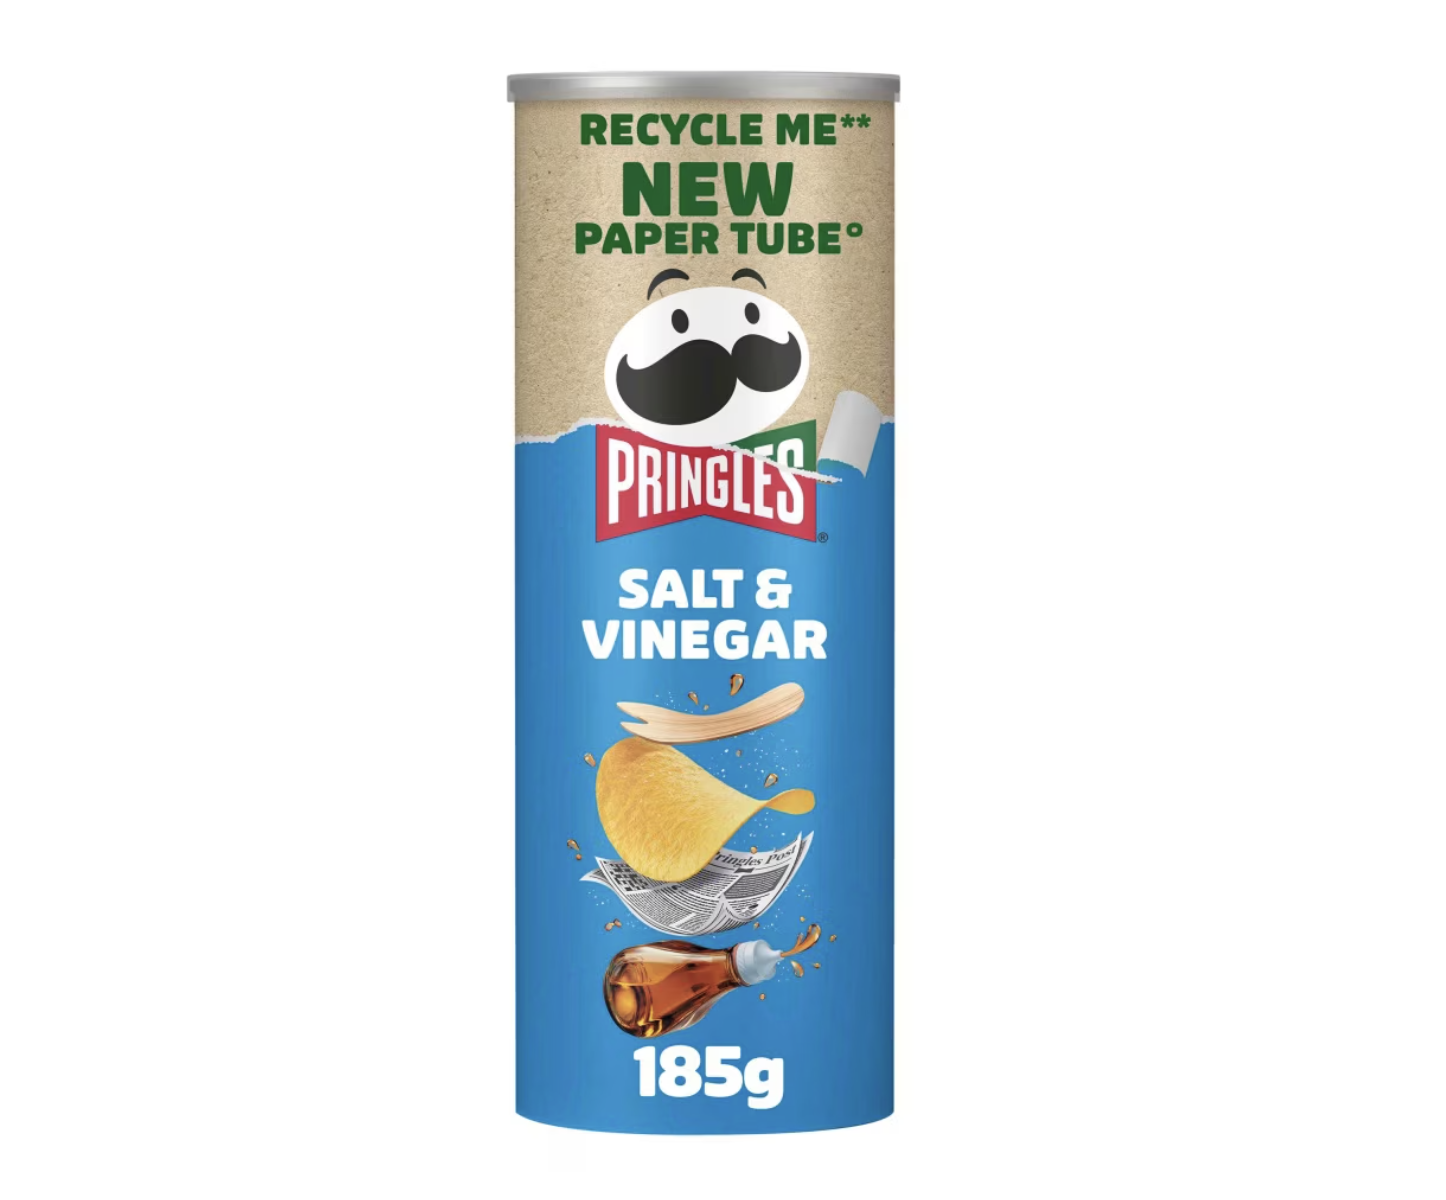 RECYCLE ME**
NEW
PAPER TUBE°
PRINGLES®
SALT &
VINEGAR
Pringles Post
185g